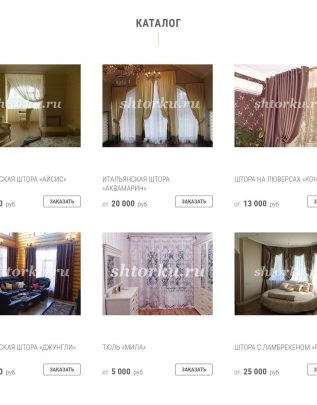 КАТАЛОГ
shtorku.ru
shtorku.ru
shtorku.ru
СКАЯ ШТОРА «АЙСИС»
ИТАЛЬЯНСКАЯ ШТОРА
«АКВАМАРИН»
ШТОРА НА ЛЮВЕРСАХ «КОН
0 руб.
ЗАКАЗАТЬ
от 20 000 руб.
ЗАКАЗАТЬ
от 13 000 руб.
shtorku.ru
shtorku.ru
shtorku.ru
СКАЯ ШТОРА «ДЖУНГЛИ»
ТЮЛЬ «МИЛА»
ШТОРА С ЛАМБРЕКЕНОМ
0 руб.
ЗАКАЗАТЬ
от 5 000 руб.
ЗАКАЗАТЬ
от 25 000 руб.